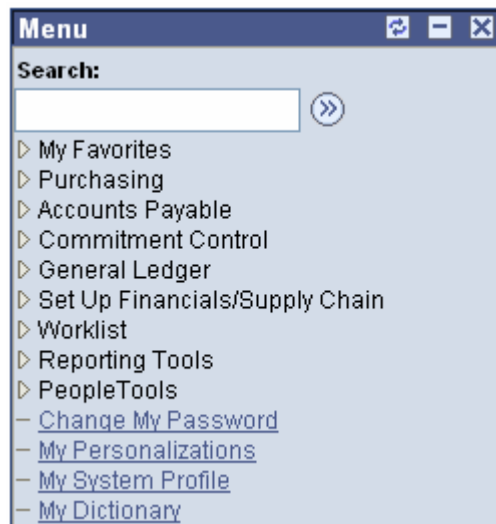 Menu
Search:
My Favorites
Purchasing
Accounts Payable
Commitment Control
General Ledger
Set Up Financials/Supply Chain
Worklist
Reporting Tools
PeopleTools
Change My Password
My Personalizations
My System Profile
My Dictionary